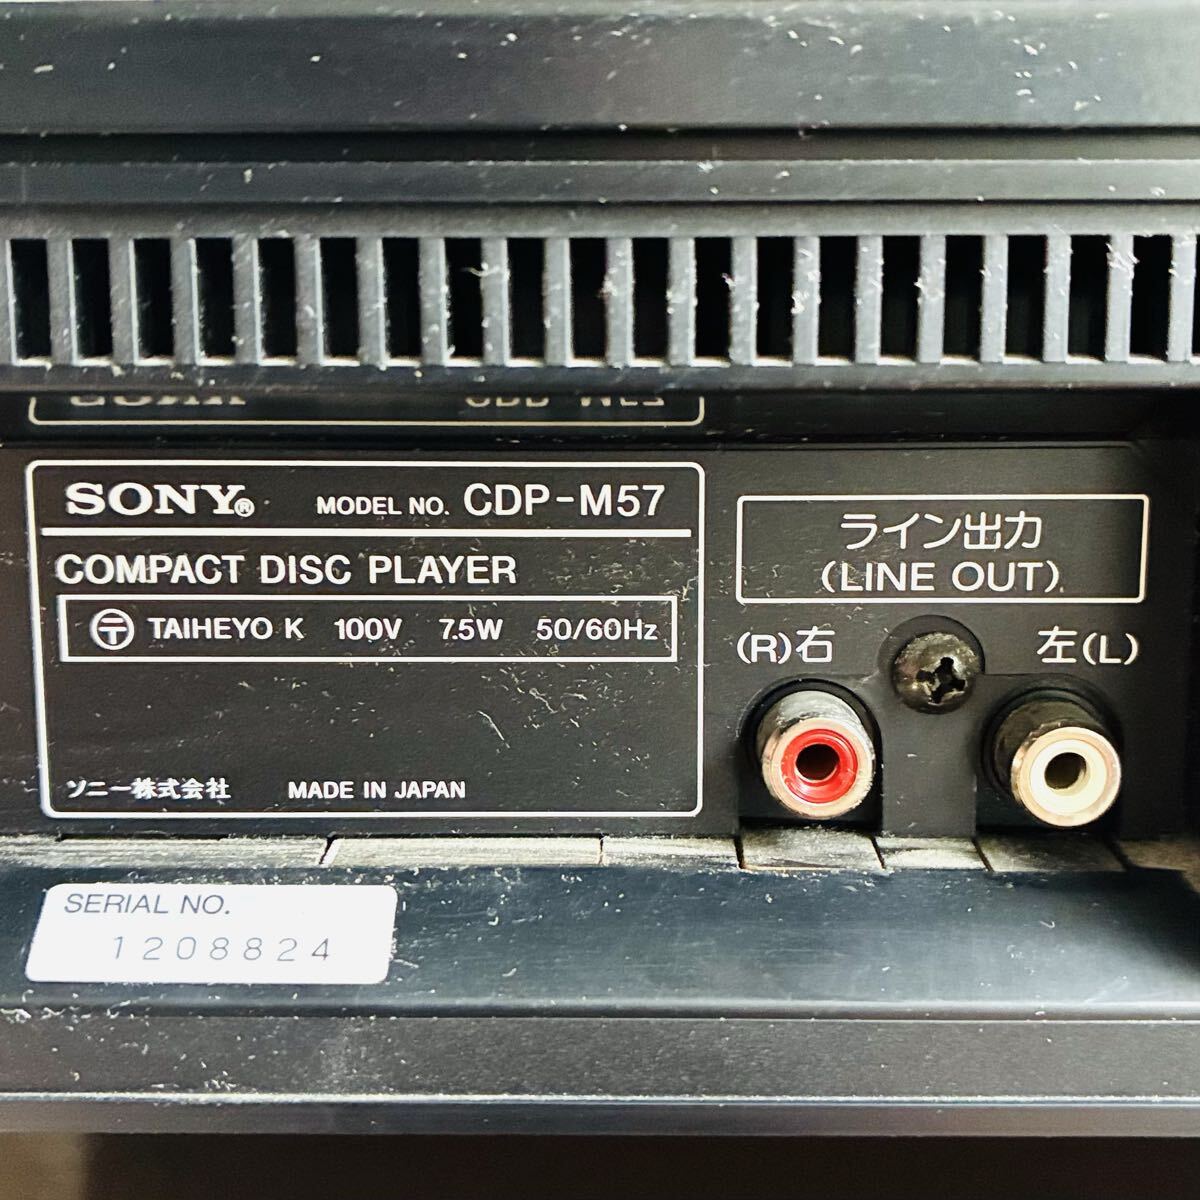 SONY® MODEL NO. CDP-M57
COMPACT DISC PLAYER
〒 TAIHEYO K 100V 7.5W 50/60Hz
ソニー株式会社 MADE IN JAPAN
ライン出力
(LINE OUT)
(R)右 左(L)
SERIAL NO.
1208824